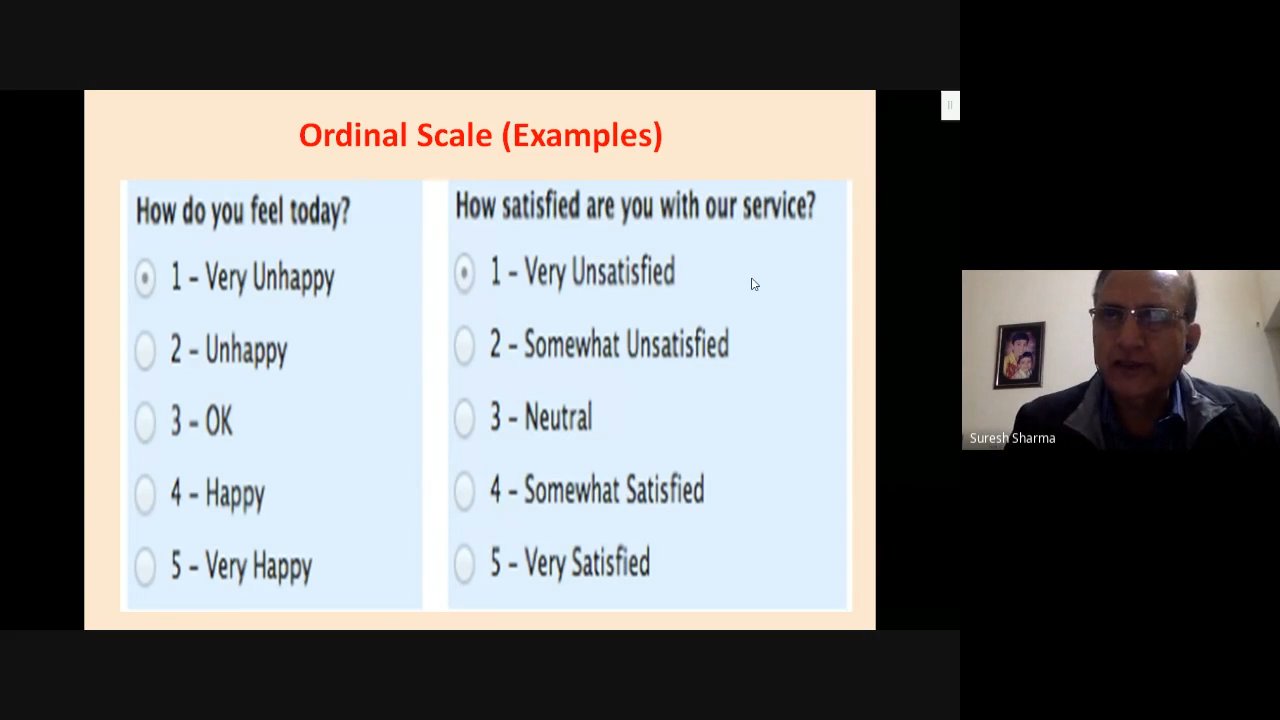 Ordinal Scale (Examples)
How do you feel today?
1 – Very Unhappy
2 – Unhappy
3 – OK
4 – Happy
5 – Very Happy
How satisfied are you with our service?
1 – Very Unsatisfied
2 – Somewhat Unsatisfied
3 – Neutral
4 – Somewhat Satisfied
5 – Very Satisfied
Suresh Sharma